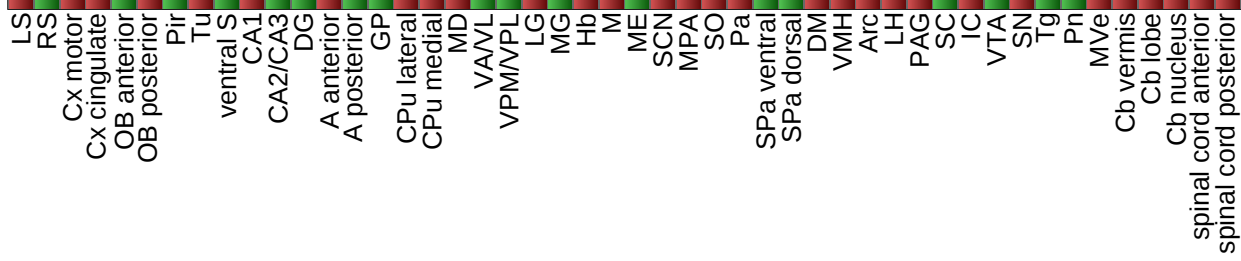 LS
RS
Cx motor
Cx cingulate
OB anterior
OB posterior
Pir
Tu
ventral S
CA1
CA2/CA3
DG
A anterior
A posterior
GP
CPu lateral
CPu medial
MD
VA/VL
VPM/VPL
LG
MG
Hb
M
ME
SCN
MPA
SO
Pa
SPa ventral
SPa dorsal
DM
VMH
Arc
LH
PAG
SC
IC
VTA
SN
Tg
Pn
MVe
Cb vermis
Cb lobe
Cb nucleus
spinal cord anterior
spinal cord posterior